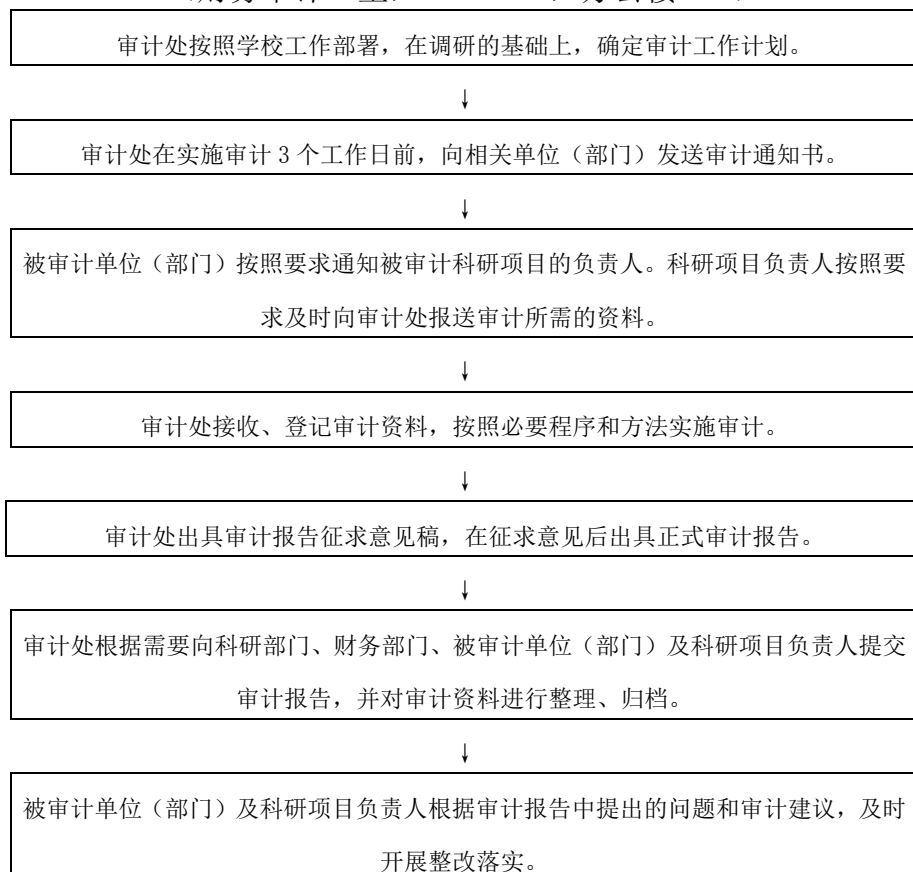 审计处按照学校工作部署，在调研的基础上，确定审计工作计划。
↓
审计处在实施审计 3 个工作日前，向相关单位（部门）发送审计通知书。
↓
被审计单位（部门）按照要求通知被审计科研项目的负责人。科研项目负责人按照要
求及时向审计处报送审计所需的资料。
↓
审计处接收、登记审计资料，按照必要程序和方法实施审计。
↓
审计处出具审计报告征求意见稿，在征求意见后出具正式审计报告。
↓
审计处根据需要向科研部门、财务部门、被审计单位（部门）及科研项目负责人提交
审计报告，并对审计资料进行整理、归档。
↓
被审计单位（部门）及科研项目负责人根据审计报告中提出的问题和审计建议，及时
开展整改落实。